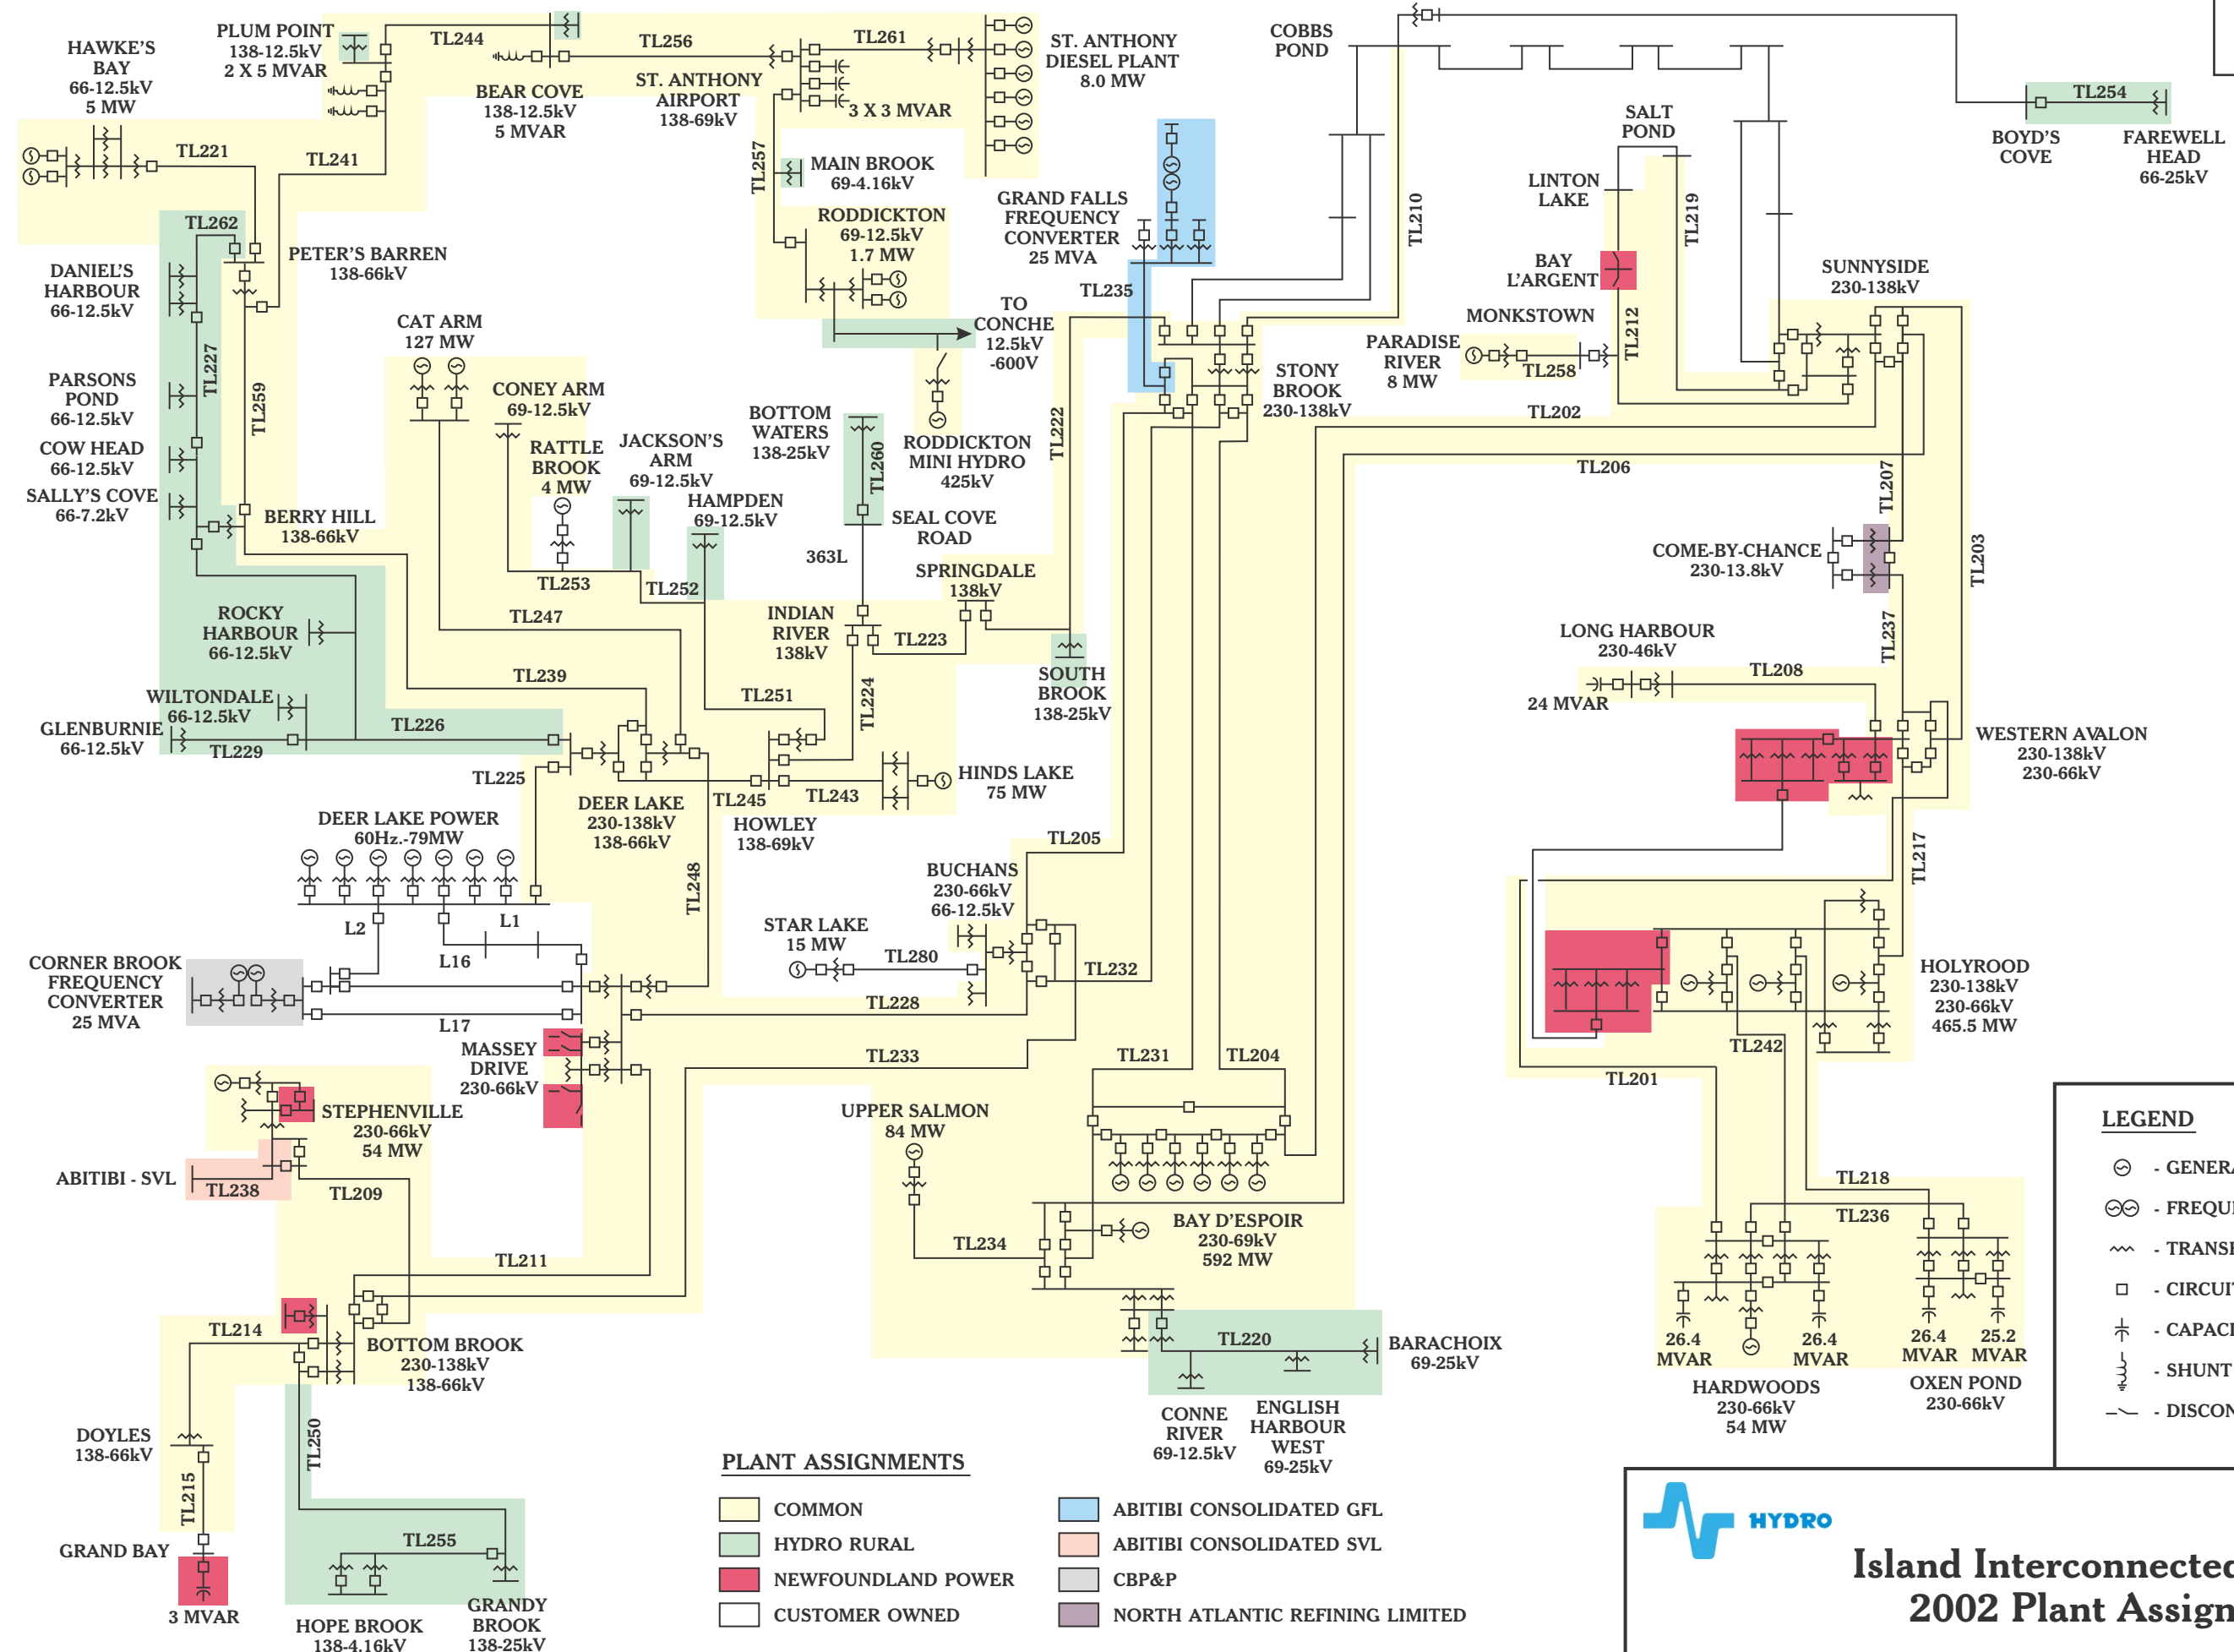 PLUM POINT
138-12.5kV
2 X 5 MVAR
HAWKE'S
BAY
66-12.5kV
5 MW
TL244
TL256
TL261
BEAR COVE
138-12.5kV
5 MVAR
ST. ANTHONY
AIRPORT
138-69kV
3 X 3 MVAR
ST. ANTHONY
DIESEL PLANT
8.0 MW
COBBS
POND
TL254
BOYD'S
COVE
FAREWELL
HEAD
66-25kV
TL221
TL241
TL257
MAIN BROOK
69-4.16kV
RODDICKTON
69-12.5kV
1.7 MW
GRAND FALLS
FREQUENCY
CONVERTER
25 MVA
TL235
TL210
SALT
POND
LINTON
LAKE
TL219
BAY
L'ARGENT
SUNNYSIDE
230-138kV
MONKSTOWN
PARADISE
RIVER
8 MW
TL258
TL212
TL202
TL206
TL262
PETER'S BARREN
138-66kV
DANIEL'S
HARBOUR
66-12.5kV
TL227
TL259
PARSONS
POND
66-12.5kV
COW HEAD
66-12.5kV
SALLY'S COVE
66-7.2kV
BERRY HILL
138-66kV
CAT ARM
127 MW
CONEY ARM
69-12.5kV
RATTLE
BROOK
4 MW
JACKSON'S
ARM
69-12.5kV
HAMPDEN
69-12.5kV
TO
CONCHE
12.5kV
-600V
RODDICKTON
MINI HYDRO
425kV
BOTTOM
WATERS
138-25kV
TL260
SEAL COVE
ROAD
363L
TL222
STONY
BROOK
230-138kV
TL207
COME-BY-CHANCE
230-13.8kV
TL203
TL237
TL253
TL252
SPRINGDALE
138kV
INDIAN
RIVER
138kV
TL223
TL247
ROCKY
HARBOUR
66-12.5kV
TL239
TL251
TL224
SOUTH
BROOK
138-25kV
LONG HARBOUR
230-46kV
TL208
24 MVAR
WESTERN AVALON
230-138kV
230-66kV
WILTONDALE
66-12.5kV
GLENBURNIE
66-12.5kV
TL229
TL226
TL225
DEER LAKE
230-138kV
138-66kV
TL245
TL243
HOWLEY
138-69kV
HINDS LAKE
75 MW
DEER LAKE POWER
60Hz.-79MW
TL205
TL217
TL248
BUCHANS
230-66kV
66-12.5kV
L2
L1
L16
STAR LAKE
15 MW
TL280
TL232
TL228
CORNER BROOK
FREQUENCY
CONVERTER
25 MVA
L17
MASSEY
DRIVE
230-66kV
TL233
TL231
TL204
HOLYROOD
230-138kV
230-66kV
465.5 MW
TL242
TL201
STEPHENVILLE
230-66kV
54 MW
ABITIBI - SVL
TL238
TL209
UPPER SALMON
84 MW
TL234
BAY D'ESPOIR
230-69kV
592 MW
TL218
TL236
TL211
TL214
BOTTOM BROOK
230-138kV
138-66kV
TL220
BARACHOIX
69-25kV
CONNE
RIVER
69-12.5kV
ENGLISH
HARBOUR
WEST
69-25kV
26.4
MVAR
26.4
MVAR
26.4
MVAR
25.2
MVAR
HARDWOODS
230-66kV
54 MW
OXEN POND
230-66kV
DOYLES
138-66kV
TL215
TL250
GRAND BAY
3 MVAR
TL255
HOPE BROOK
138-4.16kV
GRANDY
BROOK
138-25kV
PLANT ASSIGNMENTS
COMMON
HYDRO RURAL
NEWFOUNDLAND POWER
CUSTOMER OWNED
ABITIBI CONSOLIDATED GFL
ABITIBI CONSOLIDATED SVL
CBP&P
NORTH ATLANTIC REFINING LIMITED
LEGEND
- GENERA
- FREQUE
- TRANSF
- CIRCUIT
- CAPACI
- SHUNT
- DISCON
HYDRO
Island Interconnected
2002 Plant Assign